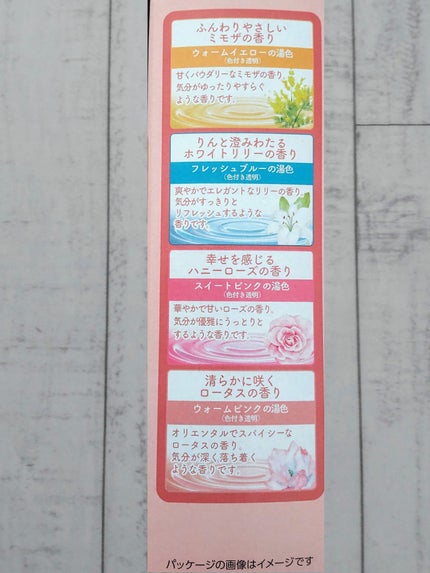 ふんわりやさしい
ミモザの香り
ウォームイエローの湯色
(色付き透明)
甘くパウダリーなミモザの香り。
気分がゆったりやすらぐ
ような香りです。
りんと澄みわたる
ホワイトリリーの香り
フレッシュブルーの湯色
(色付き透明)
爽やかでエレガントなリリーの香り。
気分がすっきりと
リフレッシュするような
香りです。
幸せを感じる
ハニーローズの香り
スイートピンクの湯色
(色付き透明)
華やかで甘いローズの香り。
気分が優雅にうっとりと
するような香りです。
清らかに咲く
ロータスの香り
ウォームピンクの湯色
(色付き透明)
オリエンタルでスパイシーな
ロータスの香り。
気分が深く落ち着く
ような香りです。
パッケージの画像はイメージです